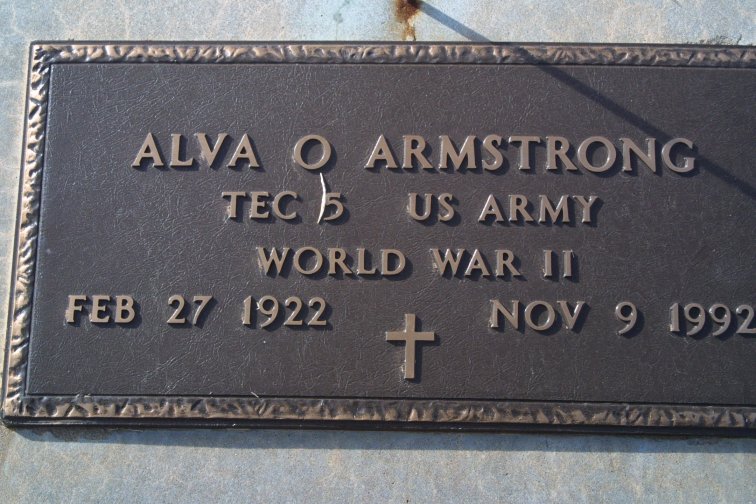 ALVA O ARMSTRONG
TEC 5 US ARMY
WORLD WAR II
FEB 27 1922 NOV 9 1992